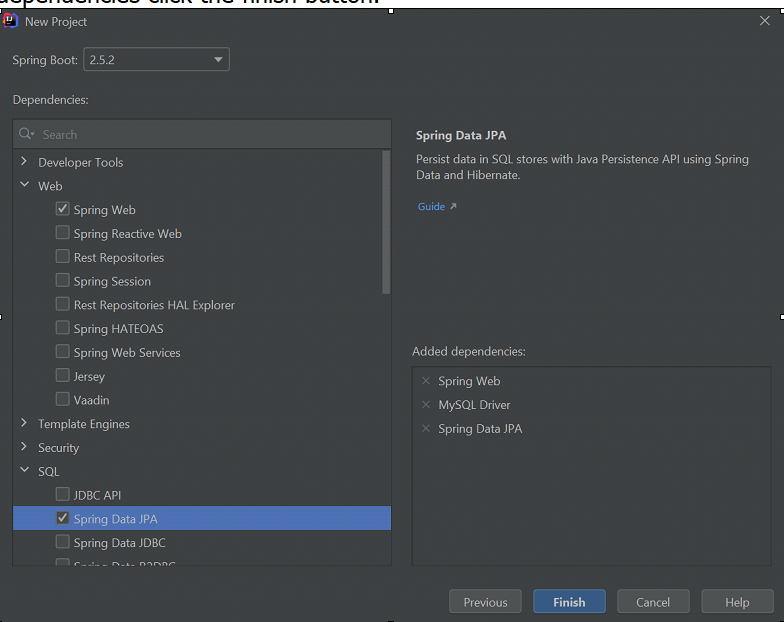 dependencies click the finish button.
New Project
Spring Boot:
2.5.2
Dependencies:
Search
Developer Tools
Web
Spring Web
Spring Reactive Web
Rest Repositories
Spring Session
Rest Repositories HAL Explorer
Spring HATEOAS
Spring Web Services
Jersey
Vaadin
Template Engines
Security
SQL
JDBC API
Spring Data JPA
Spring Data JDBC
Spring Data R2DBC
Spring Data JPA
Persist data in SQL stores with Java Persistence API using Spring
Data and Hibernate.
Guide
Added dependencies:
Spring Web
MySQL Driver
Spring Data JPA
Previous
Finish
Cancel
Help